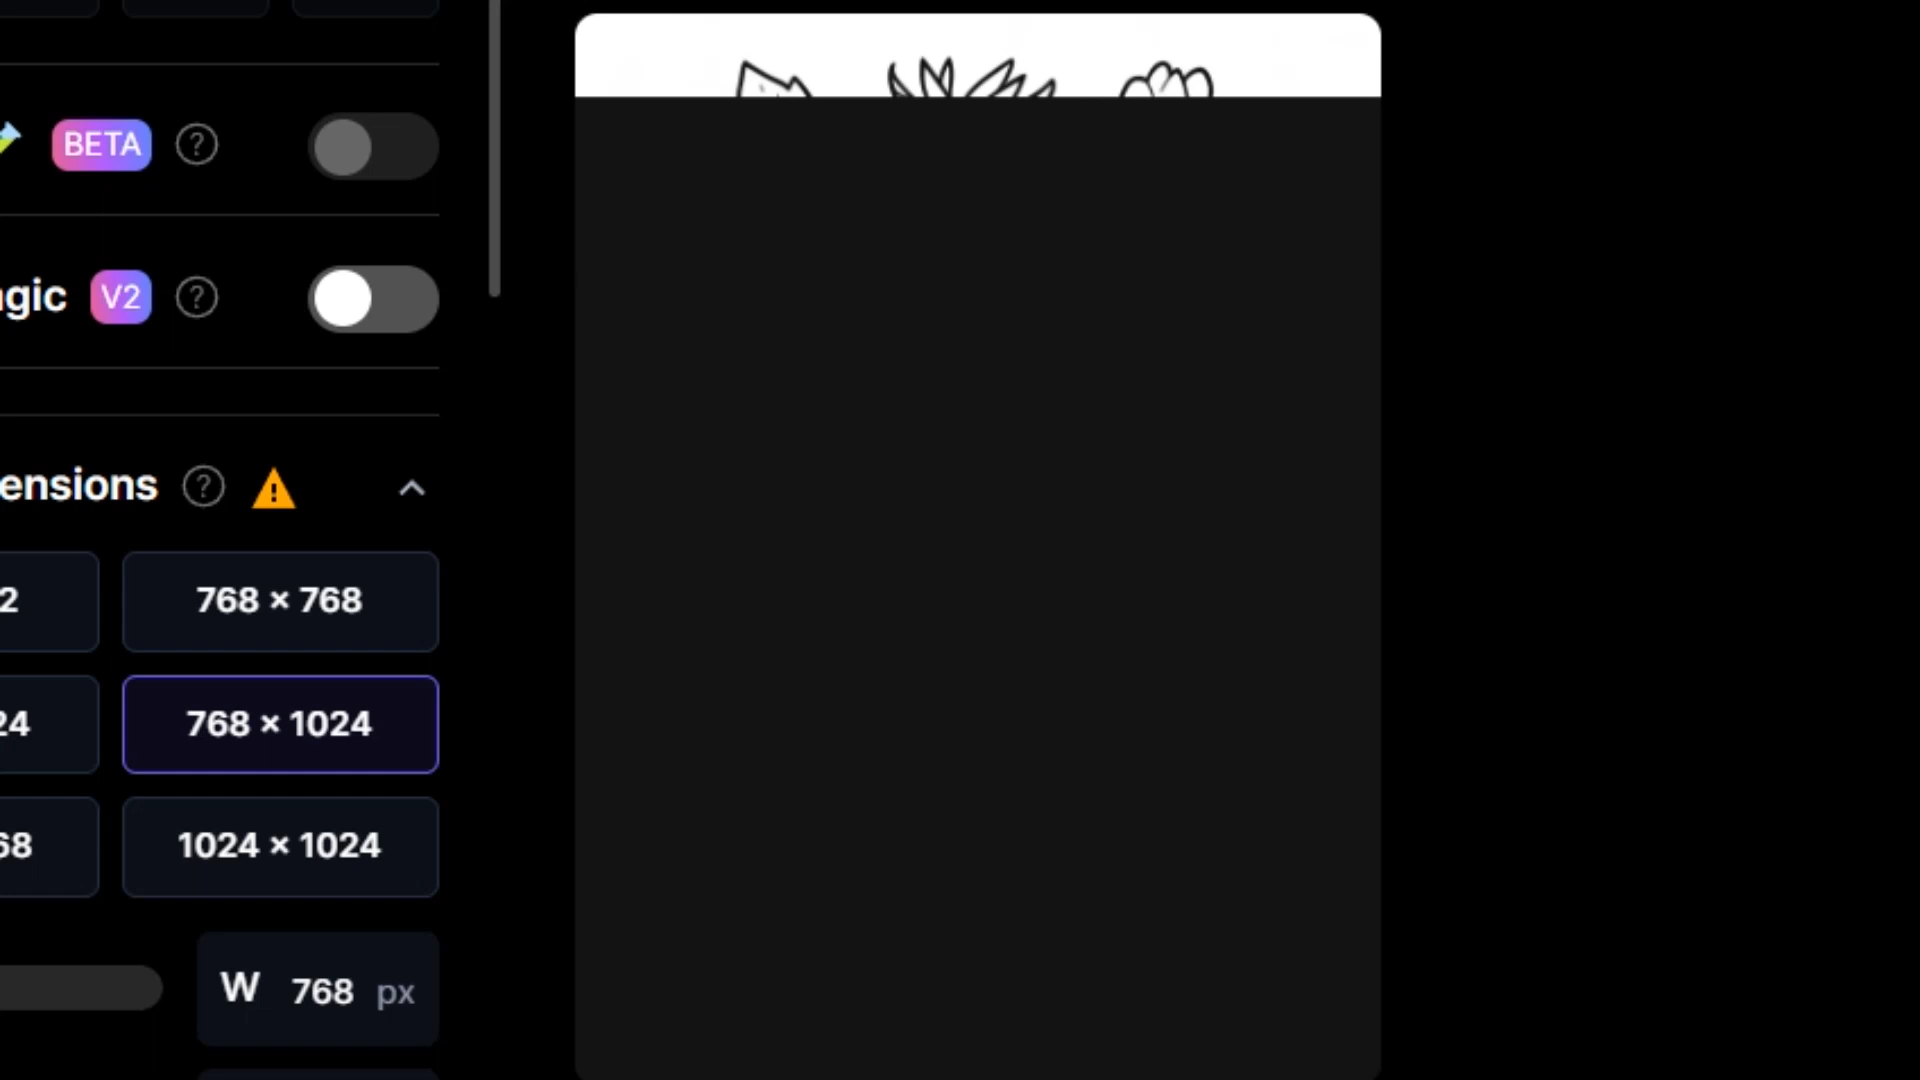 BETA ?
gic V2 ?
ensions ?
2 768 × 768
24 768 × 1024
68 1024 × 1024
W 768 px